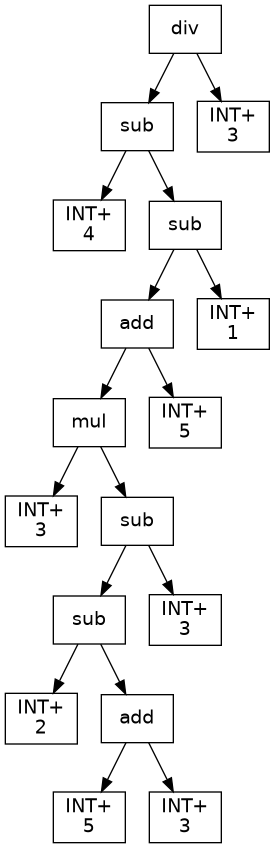 div
sub
INT+
3
INT+
4
sub
add
INT+
1
mul
INT+
5
INT+
3
sub
sub
INT+
3
INT+
2
add
INT+
5
INT+
3